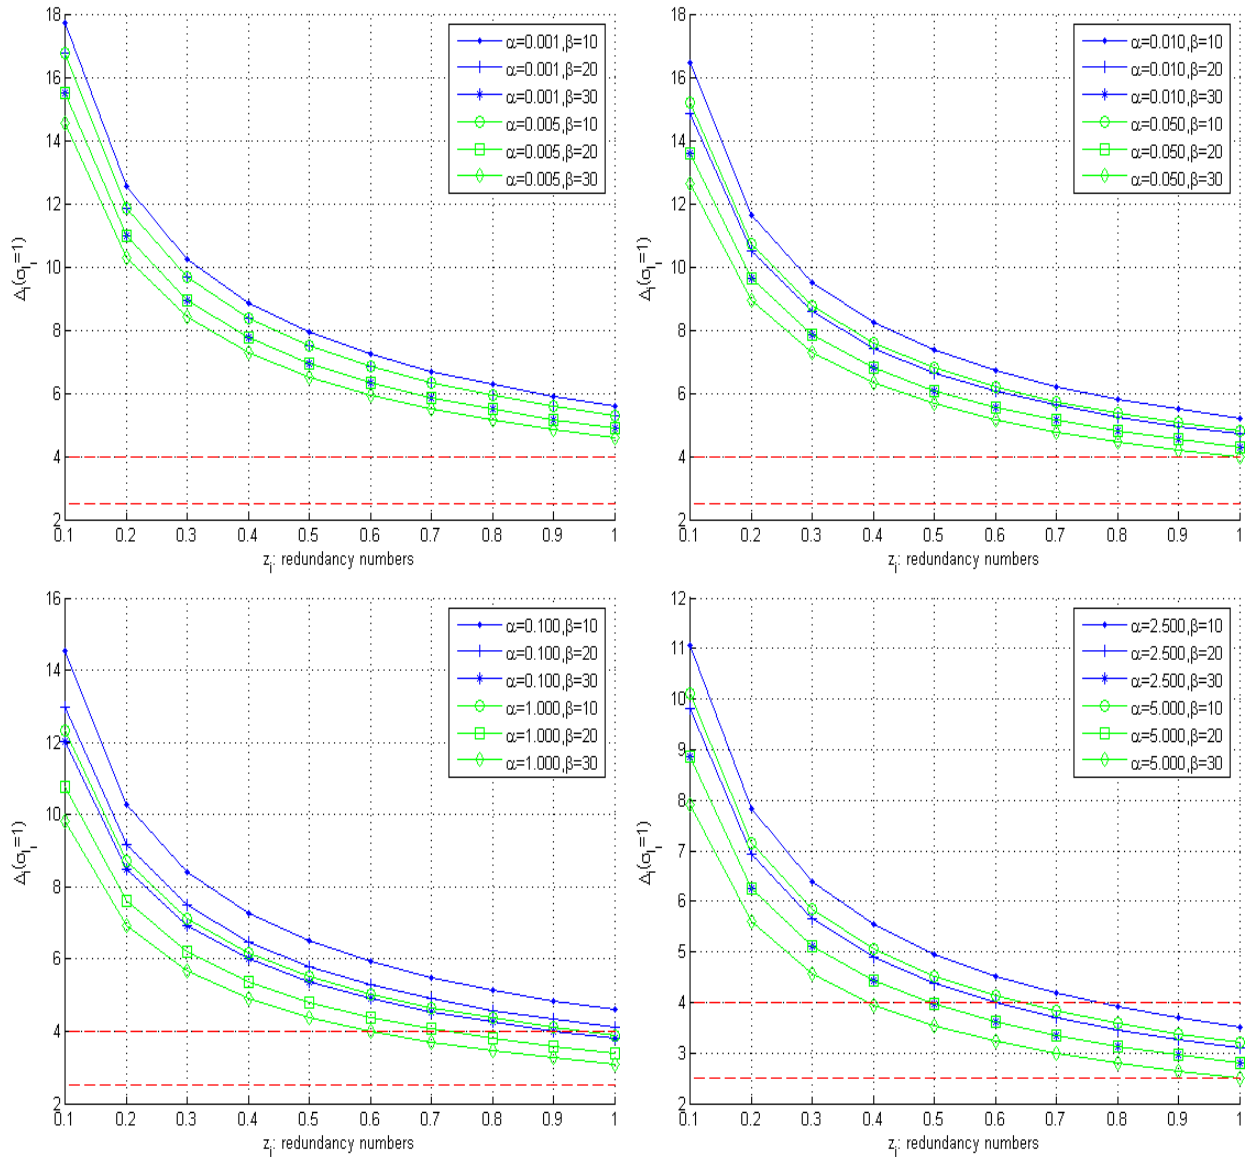 18
16
14
12
10
8
6
4
2
Δi(σl=1)
0.1 0.2 0.3 0.4 0.5 0.6 0.7 0.8 0.9 1
zi: redundancy numbers
α=0.001,β=10
α=0.001,β=20
α=0.001,β=30
α=0.005,β=10
α=0.005,β=20
α=0.005,β=30
18
16
14
12
10
8
6
4
2
Δi(σl=1)
0.1 0.2 0.3 0.4 0.5 0.6 0.7 0.8 0.9 1
zi: redundancy numbers
α=0.010,β=10
α=0.010,β=20
α=0.010,β=30
α=0.050,β=10
α=0.050,β=20
α=0.050,β=30
16
14
12
10
8
6
4
2
Δi(σl=1)
0.1 0.2 0.3 0.4 0.5 0.6 0.7 0.8 0.9 1
zi: redundancy numbers
α=0.100,β=10
α=0.100,β=20
α=0.100,β=30
α=1.000,β=10
α=1.000,β=20
α=1.000,β=30
12
11
10
9
8
7
6
5
4
3
2
Δi(σl=1)
0.1 0.2 0.3 0.4 0.5 0.6 0.7 0.8 0.9 1
zi: redundancy numbers
α=2.500,β=10
α=2.500,β=20
α=2.500,β=30
α=5.000,β=10
α=5.000,β=20
α=5.000,β=30